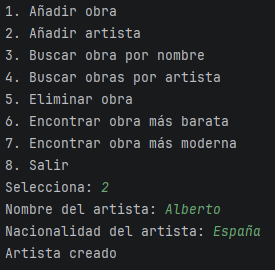 1. Añadir obra
2. Añadir artista
3. Buscar obra por nombre
4. Buscar obras por artista
5. Eliminar obra
6. Encontrar obra más barata
7. Encontrar obra más moderna
8. Salir
Selecciona: 2
Nombre del artista: Alberto
Nacionalidad del artista: España
Artista creado